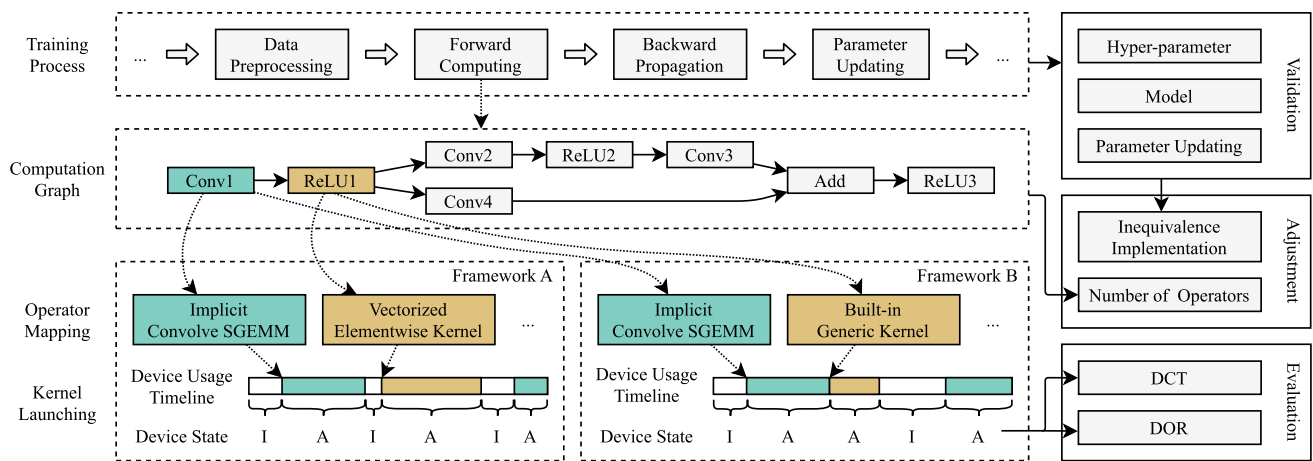 Training
Process
...
Data
Preprocessing
Forward
Computing
Backward
Propagation
Parameter
Updating
...
Hyper-parameter
Model
Parameter Updating
Validation
Computation
Graph
Conv1
ReLU1
Conv2
ReLU2
Conv3
Conv4
Add
ReLU3
Inequivalence
Implementation
Number of Operators
Adjustment
Operator
Mapping
Framework A
Implicit
Convolve SGEMM
Vectorized
Elementwise Kernel
...
Framework B
Implicit
Convolve SGEMM
Built-in
Generic Kernel
...
Kernel
Launching
Device Usage
Timeline
Device State
I A I A I A
Device Usage
Timeline
Device State
I A A I A
DCT
DOR
Evaluation